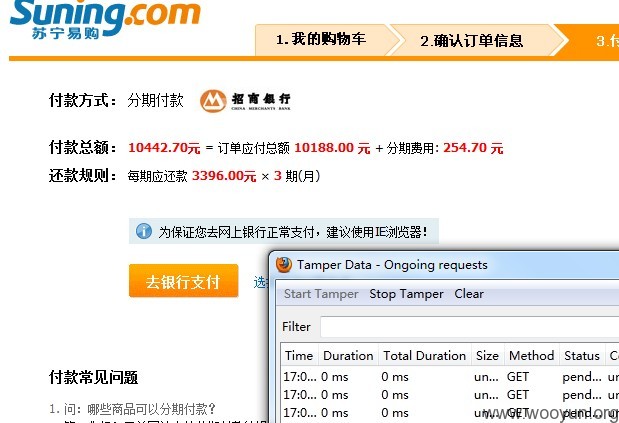 Suning.com
苏宁易购
1.我的购物车 2.确认订单信息 3.付
付款方式： 分期付款 招商银行
CHINA MERCHANTS BANK
付款总额： 10442.70元 = 订单应付总额 10188.00 元 + 分期费用: 254.70 元
还款规则： 每期应还款 3396.00元 × 3 期(月)
为保证您去网上银行正常支付，建议使用IE浏览器！
去银行支付 选
Tamper Data - Ongoing requests
Start Tamper Stop Tamper Clear
Filter
Time Duration Total Duration Size Method Status
17:0... 0 ms 0 ms un... GET pend... un
17:0... 0 ms 0 ms un... GET pend... un
17:0... 0 ms 0 ms un... GET pend... un
付款常见问题
1. 问：哪些商品可以分期付款？
www.wooyun.org